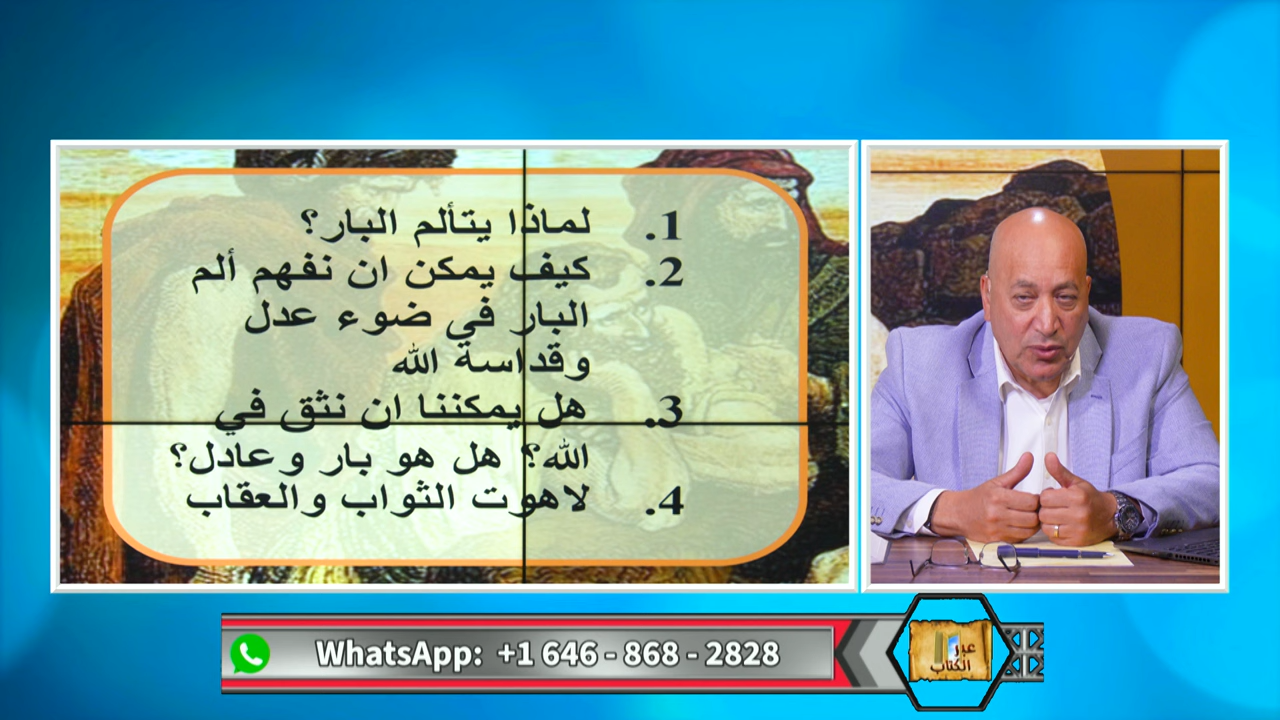 1. لماذا يتألم البار؟
2. كيف يمكن ان نفهم ألم
البار في ضوء عدل
وقداسة الله
3. هل يمكننا ان نثق في
الله؟ هل هو بار وعادل؟
4. لاهوت الثواب والعقاب
WhatsApp: +1 646 - 868 - 2828
عبر
الكتاب